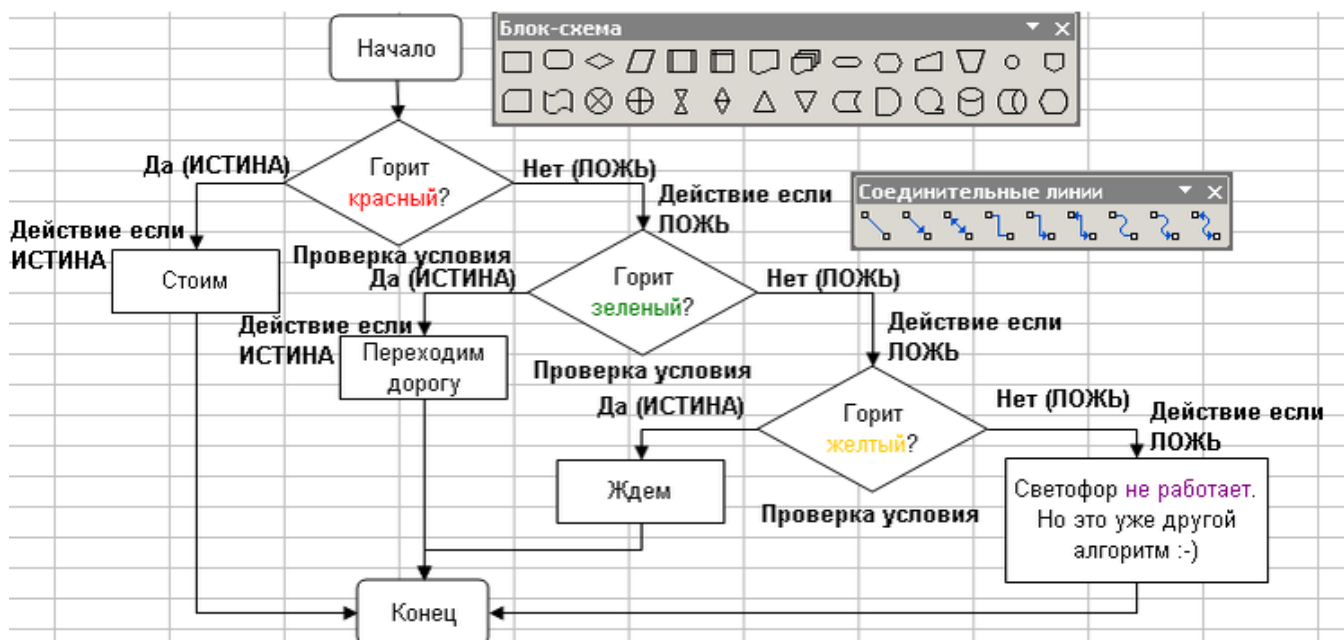 Начало
Блок-схема
Да (ИСТИНА)
Горит
красный?
Нет (ЛОЖЬ)
Действие если
ЛОЖЬ
Соединительные линии
Действие если
ИСТИНА
Стоим
Проверка условия
Да (ИСТИНА)
Горит
зеленый?
Нет (ЛОЖЬ)
Действие если
ЛОЖЬ
Действие если
ИСТИНА
Переходим
дорогу
Проверка условия
Да (ИСТИНА)
Горит
желтый?
Нет (ЛОЖЬ)
Действие если
ЛОЖЬ
Ждем
Проверка условия
Светофор не работает.
Но это уже другой
алгоритм :-)
Конец